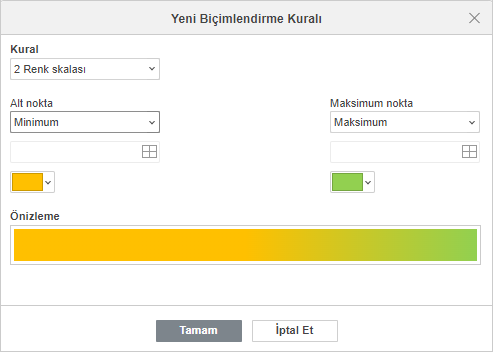 Yeni Biçimlendirme Kuralı
Kural
2 Renk skalası
Alt nokta
Maksimum nokta
Minimum
Maksimum
Önizleme
Tamam
İptal Et